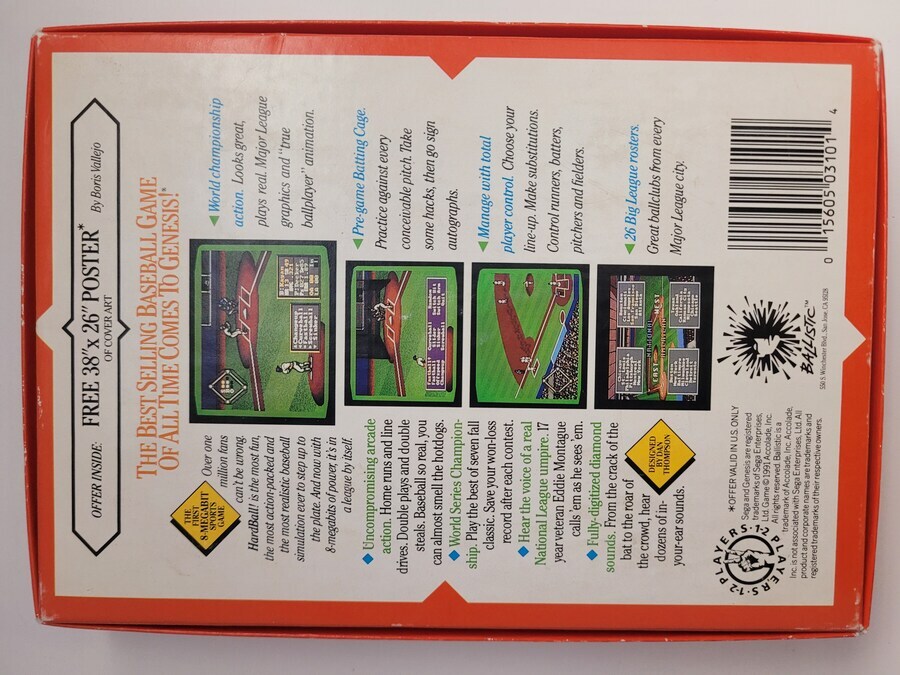 OFFER INSIDE: FREE 38"x 26" POSTER* By Boris Vallejo
OF COVER ART
THE BEST SELLING BASEBALL GAME
OF ALL TIME COMES TO GENESIS!*
THE
FIRST
8-MEGABIT
SPORTS
GAME
Over one
million fans
can't be wrong.
HardBall! is the most fun,
the most action-packed and
the most realistic baseball
simulation ever to step up to
the plate. And now with
8-megabits of power, it's in
a league by itself.
Uncompromising arcade
action. Home runs and line
drives. Double plays and double
steals. Baseball so real, you
can almost smell the hotdogs.
World Series Champion-
ship. Play the best of seven fall
classic. Save your won-loss
record after each contest.
Hear the voice of a real
National League umpire. 17
year veteran Eddie Montague
calls 'em as he sees 'em.
Fully-digitized diamond
sounds. From the crack of the
bat to the roar of
the crowd, hear
dozens of in-
your-ear sounds.
DESIGNED
BY DAN
THOMPSON
World championship
action. Looks great,
plays real. Major League
graphics and "true
ballplayer" animation.
Pre-game Batting Cage.
Practice against every
conceivable pitch. Take
some hacks, then go sign
autographs.
Manage with total
player control. Choose your
line-up. Make substitutions.
Control runners, batters,
pitchers and fielders.
26 Big League rosters.
Great ballclubs from every
Major League city.
PLAYERS·1-2 PLAYERS·1-2
*OFFER VALID IN U.S. ONLY
Sega and Genesis are registered
trademarks of Sega Enterprises,
Ltd. Game © 1991 Accolade, Inc.
All rights reserved. Ballistic is a
trademark of Accolade, Inc. Accolade,
Inc. is not associated with Sega Enterprises, Ltd. All
product and corporate names are trademarks and
registered trademarks of their respective owners.
BALLISTIC™
550 S. Winchester Blvd., San Jose, CA 95128
0 15605 03101 4